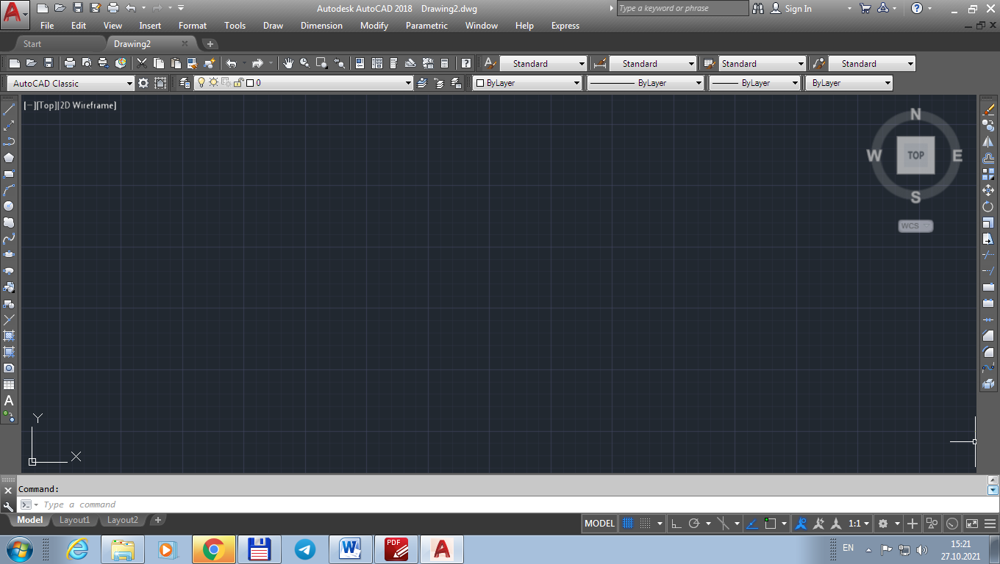 Autodesk AutoCAD 2018 Drawing2.dwg
Type a keyword or phrase
Sign In
File Edit View Insert Format Tools Draw Dimension Modify Parametric Window Help Express
Start
Drawing2
Standard
Standard
Standard
Standard
AutoCAD Classic
0
ByLayer
ByLayer
ByLayer
ByLayer
[−][Top][2D Wireframe]
N
W
TOP
E
S
WCS
A
Y
X
Command:
Type a command
Model
Layout1
Layout2
MODEL
1:1
PDF
EN
15:21
27.10.2021